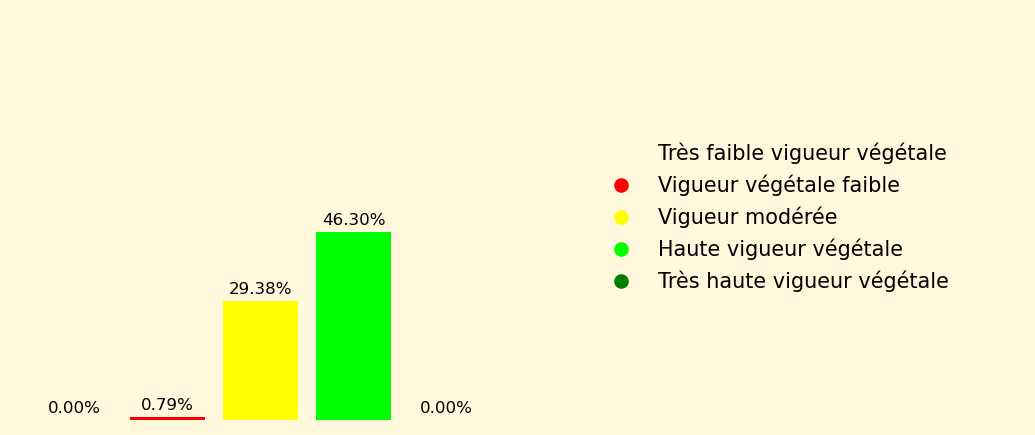 Très faible vigueur végétale
Vigueur végétale faible
Vigueur modérée
Haute vigueur végétale
Très haute vigueur végétale
46.30%
29.38%
0.79%
0.00%
0.00%